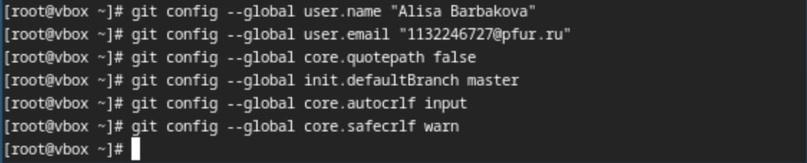 [root@vbox ~]# git config --global user.name "Alisa Barbakova"
[root@vbox ~]# git config --global user.email "1132246727@pfur.ru"
[root@vbox ~]# git config --global core.quotepath false
[root@vbox ~]# git config --global init.defaultBranch master
[root@vbox ~]# git config --global core.autocrlf input
[root@vbox ~]# git config --global core.safecrlf warn
[root@vbox ~]#